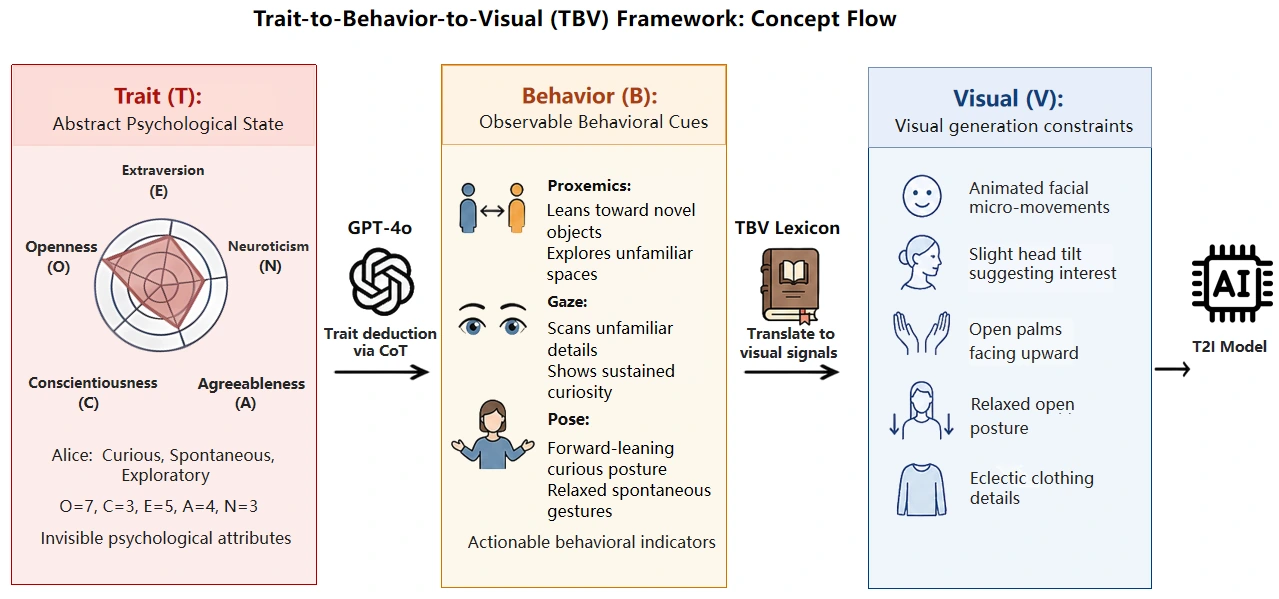 Trait-to-Behavior-to-Visual (TBV) Framework: Concept Flow
Trait (T):
Abstract Psychological State
Extraversion
(E)
Openness
(O)
Neuroticism
(N)
Conscientiousness
(C)
Agreeableness
(A)
Alice: Curious, Spontaneous,
Exploratory
O=7, C=3, E=5, A=4, N=3
Invisible psychological attributes
GPT-4o
Trait deduction
via CoT
Behavior (B):
Observable Behavioral Cues
Proxemics:
Leans toward novel
objects
Explores unfamiliar
spaces
Gaze:
Scans unfamiliar
details
Shows sustained
curiosity
Pose:
Forward-leaning
curious posture
Relaxed spontaneous
gestures
Actionable behavioral indicators
TBV Lexicon
Translate to
visual signals
Visual (V):
Visual generation constraints
Animated facial
micro-movements
Slight head tilt
suggesting interest
Open palms
facing upward
Relaxed open
posture
Eclectic clothing
details
AI
T2I Model